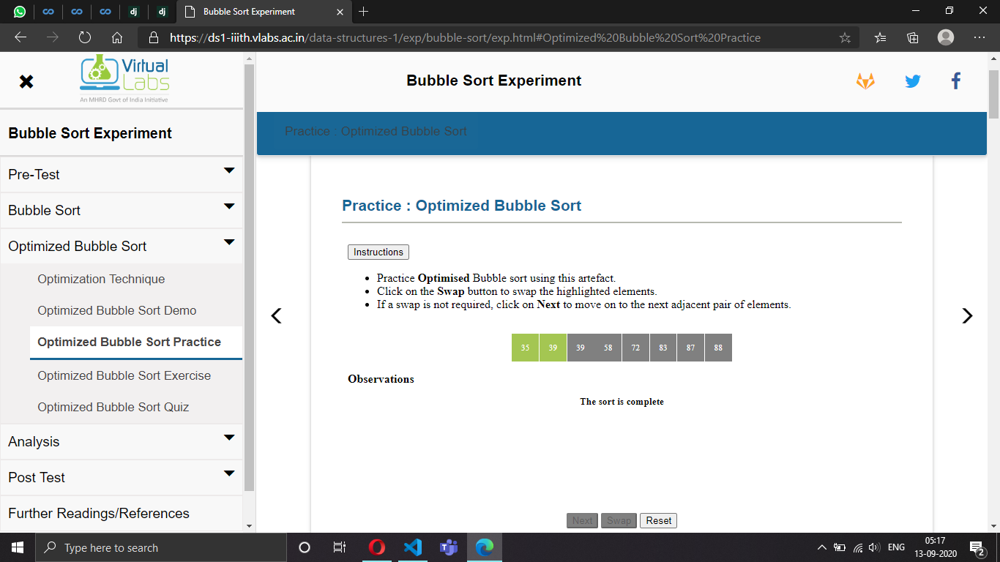 dj
dj
Bubble Sort Experiment
https://ds1-iiith.vlabs.ac.in/data-structures-1/exp/bubble-sort/exp.html#Optimized%20Bubble%20Sort%20Practice
Virtual
Labs
An MHRD Govt of India Initiative
Bubble Sort Experiment
Pre-Test
Bubble Sort
Optimized Bubble Sort
Optimization Technique
Optimized Bubble Sort Demo
Optimized Bubble Sort Practice
Optimized Bubble Sort Exercise
Optimized Bubble Sort Quiz
Analysis
Post Test
Further Readings/References
Bubble Sort Experiment
Practice : Optimized Bubble Sort
Practice : Optimized Bubble Sort
Instructions
Practice Optimised Bubble sort using this artefact.
Click on the Swap button to swap the highlighted elements.
If a swap is not required, click on Next to move on to the next adjacent pair of elements.
35 39 39 58 72 83 87 88
Observations
The sort is complete
Next Swap Reset
Type here to search
ENG
05:17
13-09-2020
2